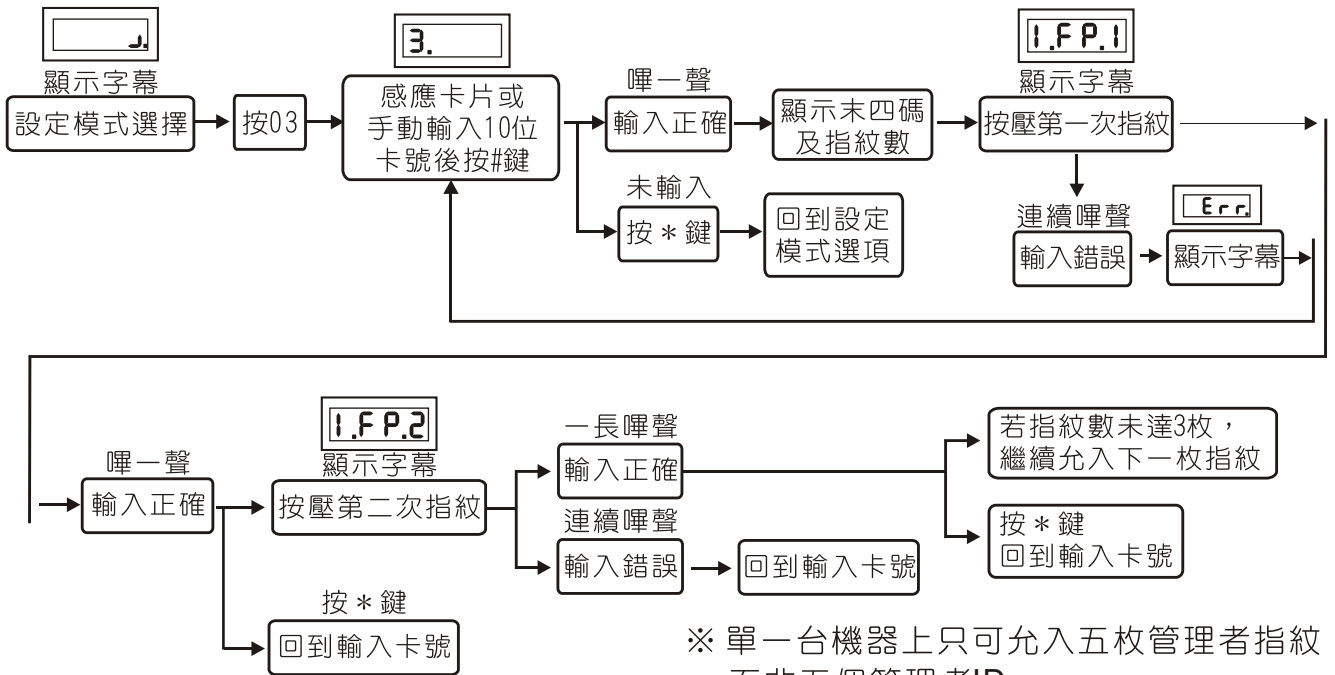 ┛.
顯示字幕
設定模式選擇
按03
3.
感應卡片或
手動輸入10位
卡號後按#鍵
嗶一聲
輸入正確
未輸入
按＊鍵
顯示末四碼
及指紋數
回到設定
模式選項
1.FP.1
顯示字幕
按壓第一次指紋
連續嗶聲
輸入錯誤
Err.
顯示字幕
嗶一聲
輸入正確
1.FP.2
顯示字幕
按壓第二次指紋
按＊鍵
回到輸入卡號
一長嗶聲
輸入正確
連續嗶聲
輸入錯誤
回到輸入卡號
若指紋數未達3枚，
繼續允入下一枚指紋
按＊鍵
回到輸入卡號
※ 單一台機器上只可允入五枚管理者指紋